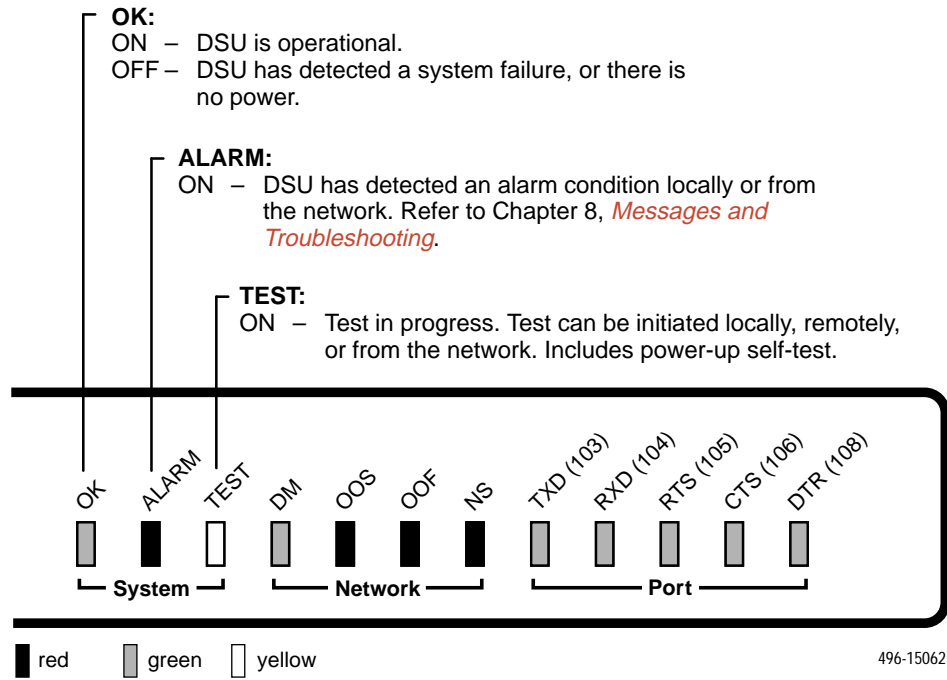 OK:
ON – DSU is operational.
OFF – DSU has detected a system failure, or there is
no power.
ALARM:
ON – DSU has detected an alarm condition locally or from
the network. Refer to Chapter 8, Messages and
Troubleshooting.
TEST:
ON – Test in progress. Test can be initiated locally, remotely,
or from the network. Includes power-up self-test.
OK ALARM TEST DM OOS OOF NS TXD (103) RXD (104) RTS (105) CTS (106) DTR (108)
System Network Port
red green yellow
496-15062